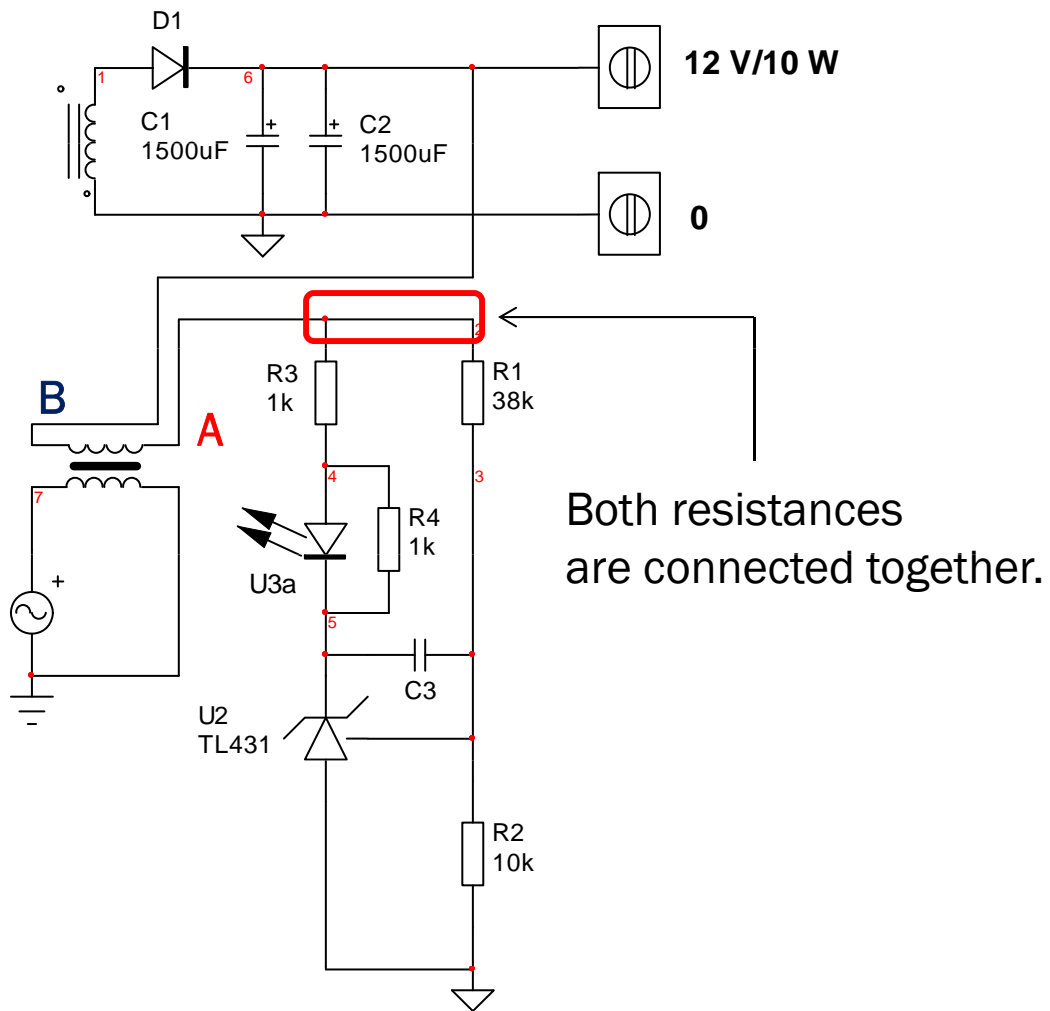 D1
1
6
12 V/10 W
C1
1500uF
+
C2
1500uF
+
0
2
R3
1k
R1
38k
B
A
4
3
7
R4
1k
Both resistances
are connected together.
U3a
+
5
C3
U2
TL431
R2
10k